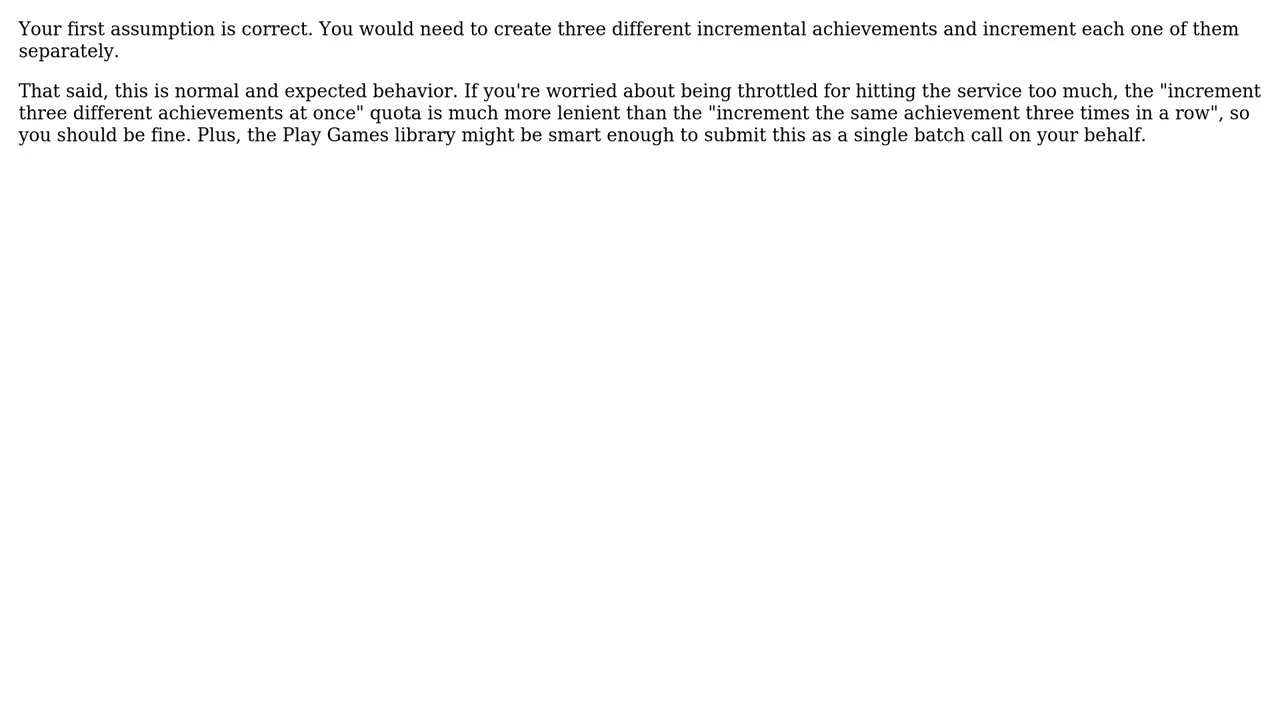 Your first assumption is correct. You would need to create three different incremental achievements and increment each one of them
separately.
That said, this is normal and expected behavior. If you're worried about being throttled for hitting the service too much, the "increment
three different achievements at once" quota is much more lenient than the "increment the same achievement three times in a row", so
you should be fine. Plus, the Play Games library might be smart enough to submit this as a single batch call on your behalf.